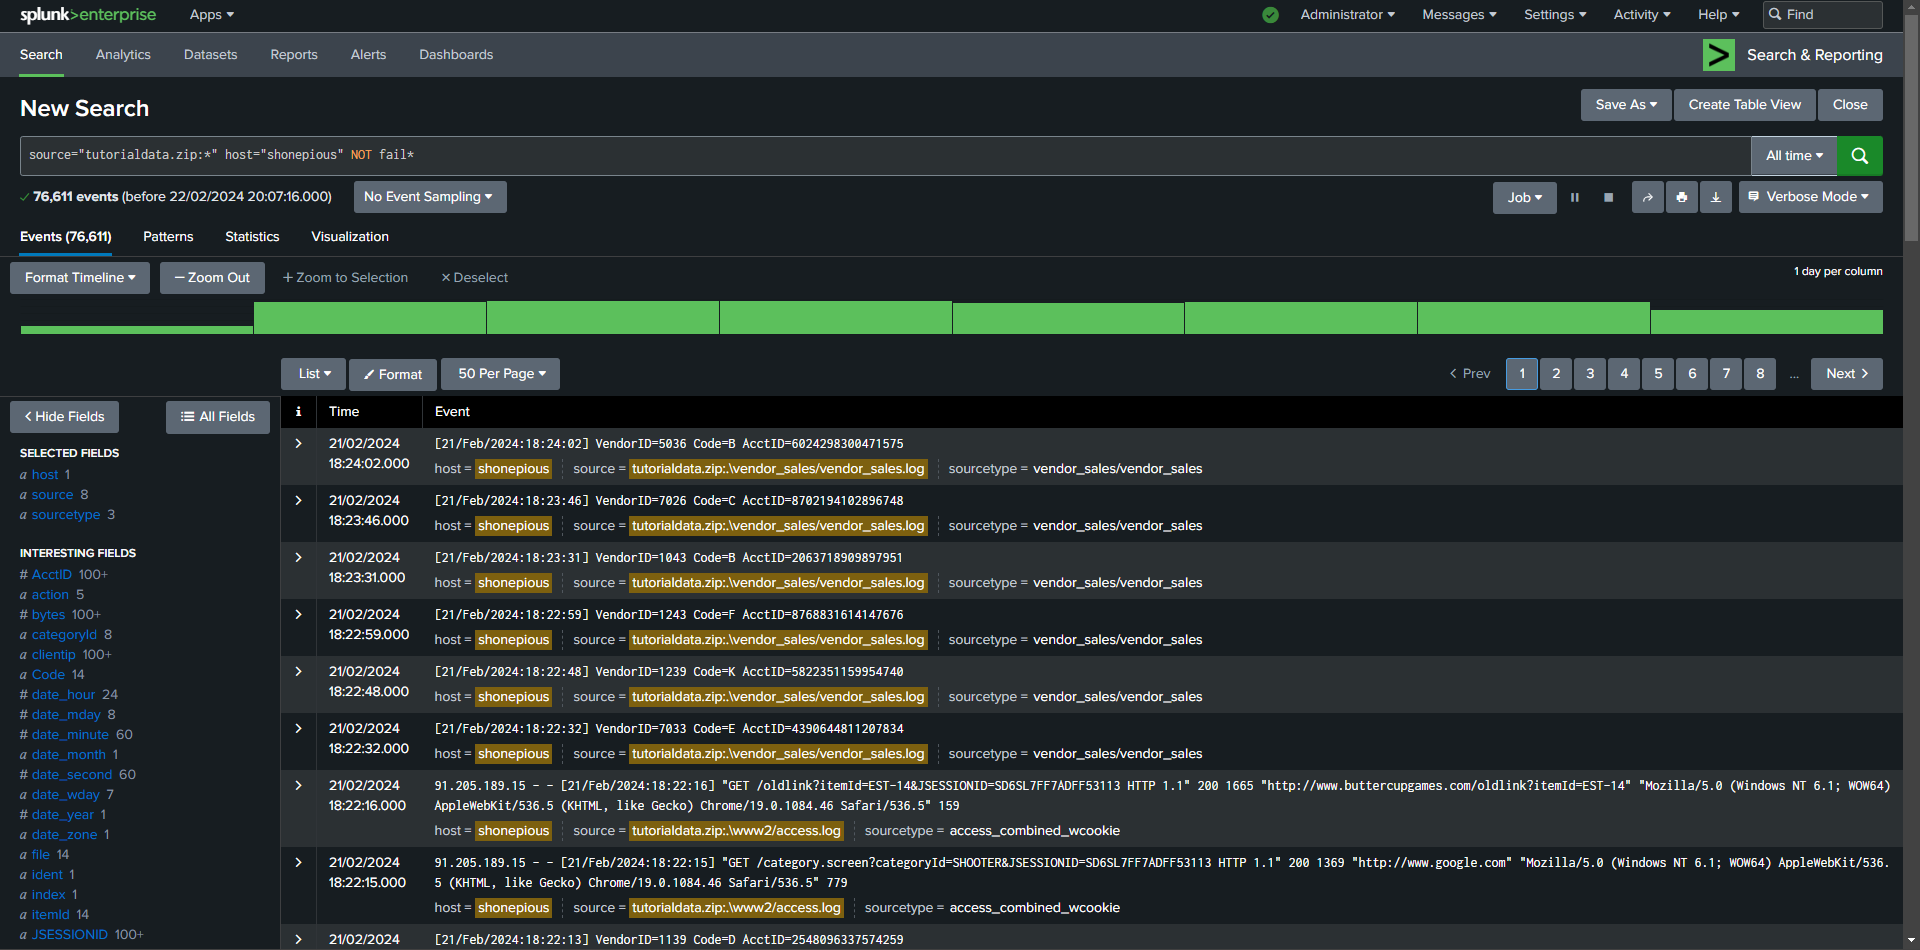 splunk>enterprise Apps Administrator Messages Settings Activity Help Find
Search Analytics Datasets Reports Alerts Dashboards Search & Reporting
New Search Save As Create Table View Close
source="tutorialdata.zip:*" host="shonepious" NOT fail* All time
76,611 events (before 22/02/2024 20:07:16.000) No Event Sampling Job Verbose Mode
Events (76,611) Patterns Statistics Visualization
Format Timeline — Zoom Out + Zoom to Selection × Deselect 1 day per column
List Format 50 Per Page < Prev 1 2 3 4 5 6 7 8 ... Next >
< Hide Fields All Fields
SELECTED FIELDS
a host 1
a source 8
a sourcetype 3
INTERESTING FIELDS
# AcctID 100+
a action 5
# bytes 100+
a categoryId 8
a clientip 100+
a Code 14
# date_hour 24
# date_mday 8
# date_minute 60
a date_month 1
# date_second 60
a date_wday 7
# date_year 1
a date_zone 1
a file 14
a ident 1
a index 1
a itemId 14
a JSESSIONID 100+
i Time Event
> 21/02/2024 [21/Feb/2024:18:24:02] VendorID=5036 Code=B AcctID=6024298300471575
18:24:02.000
host = shonepious source = tutorialdata.zip:.\vendor_sales/vendor_sales.log sourcetype = vendor_sales/vendor_sales
> 21/02/2024 [21/Feb/2024:18:23:46] VendorID=7026 Code=C AcctID=8702194102896748
18:23:46.000
host = shonepious source = tutorialdata.zip:.\vendor_sales/vendor_sales.log sourcetype = vendor_sales/vendor_sales
> 21/02/2024 [21/Feb/2024:18:23:31] VendorID=1043 Code=B AcctID=2063718909897951
18:23:31.000
host = shonepious source = tutorialdata.zip:.\vendor_sales/vendor_sales.log sourcetype = vendor_sales/vendor_sales
> 21/02/2024 [21/Feb/2024:18:22:59] VendorID=1243 Code=F AcctID=8768831614147676
18:22:59.000
host = shonepious source = tutorialdata.zip:.\vendor_sales/vendor_sales.log sourcetype = vendor_sales/vendor_sales
> 21/02/2024 [21/Feb/2024:18:22:48] VendorID=1239 Code=K AcctID=5822351159954740
18:22:48.000
host = shonepious source = tutorialdata.zip:.\vendor_sales/vendor_sales.log sourcetype = vendor_sales/vendor_sales
> 21/02/2024 [21/Feb/2024:18:22:32] VendorID=7033 Code=E AcctID=4390644811207834
18:22:32.000
host = shonepious source = tutorialdata.zip:.\vendor_sales/vendor_sales.log sourcetype = vendor_sales/vendor_sales
> 21/02/2024 91.205.189.15 - - [21/Feb/2024:18:22:16] "GET /oldlink?itemId=EST-14&JSESSIONID=SD6SL7FF7ADFF53113 HTTP 1.1" 200 1665 "http://www.buttercupgames.com/oldlink?itemId=EST-14" "Mozilla/5.0 (Windows NT 6.1; WOW64)
18:22:16.000 AppleWebKit/536.5 (KHTML, like Gecko) Chrome/19.0.1084.46 Safari/536.5" 159
host = shonepious source = tutorialdata.zip:.\www2/access.log sourcetype = access_combined_wcookie
> 21/02/2024 91.205.189.15 - - [21/Feb/2024:18:22:15] "GET /category.screen?categoryId=SHOOTER&JSESSIONID=SD6SL7FF7ADFF53113 HTTP 1.1" 200 1369 "http://www.google.com" "Mozilla/5.0 (Windows NT 6.1; WOW64) AppleWebKit/536.
18:22:15.000 5 (KHTML, like Gecko) Chrome/19.0.1084.46 Safari/536.5" 779
host = shonepious source = tutorialdata.zip:.\www2/access.log sourcetype = access_combined_wcookie
> 21/02/2024 [21/Feb/2024:18:22:13] VendorID=1139 Code=D AcctID=2548096337574259